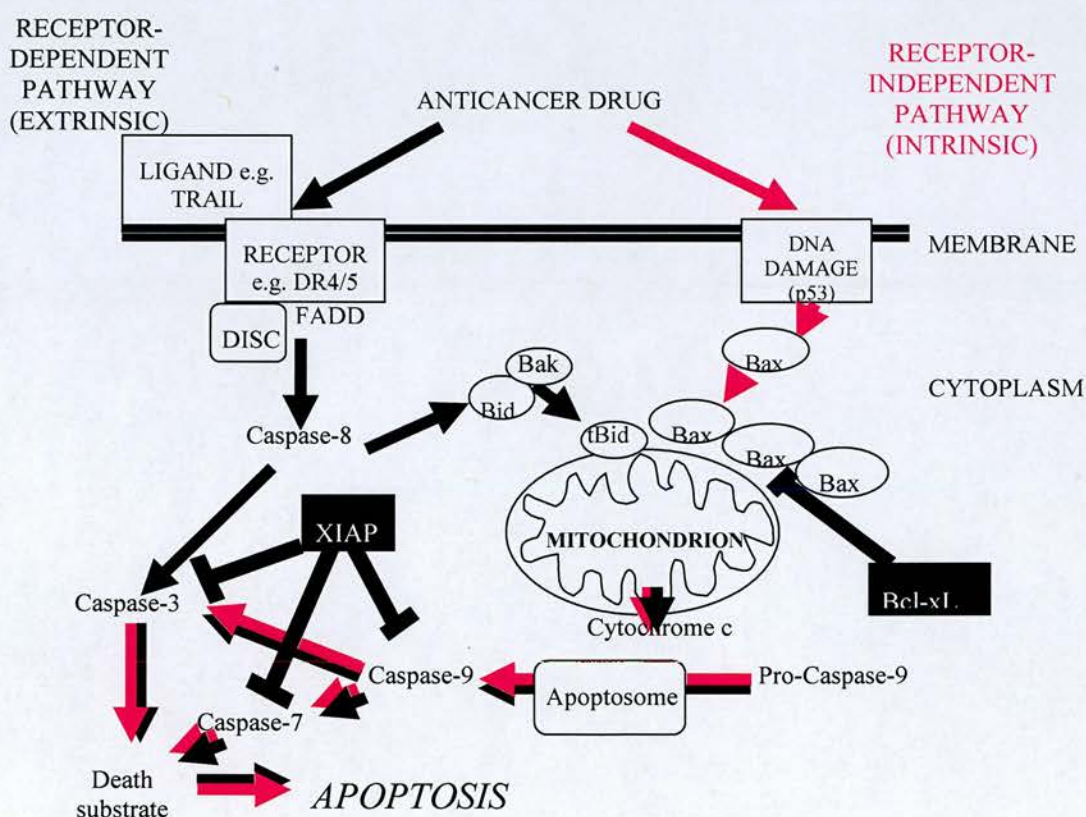 RECEPTOR-
DEPENDENT
PATHWAY
(EXTRINSIC)
ANTICANCER DRUG
RECEPTOR-
INDEPENDENT
PATHWAY
(INTRINSIC)
LIGAND e.g.
TRAIL
RECEPTOR
e.g. DR4/5
DNA
DAMAGE
(p53)
MEMBRANE
DISC
FADD
Bax
CYTOPLASM
Bak
Bid
Caspase-8
tBid
Bax
Bax
Bax
XIAP
MITOCHONDRION
Bcl-xL
Caspase-3
Cytochrome c
Caspase-9
Apoptosome
Pro-Caspase-9
Caspase-7
Death
substrate
APOPTOSIS